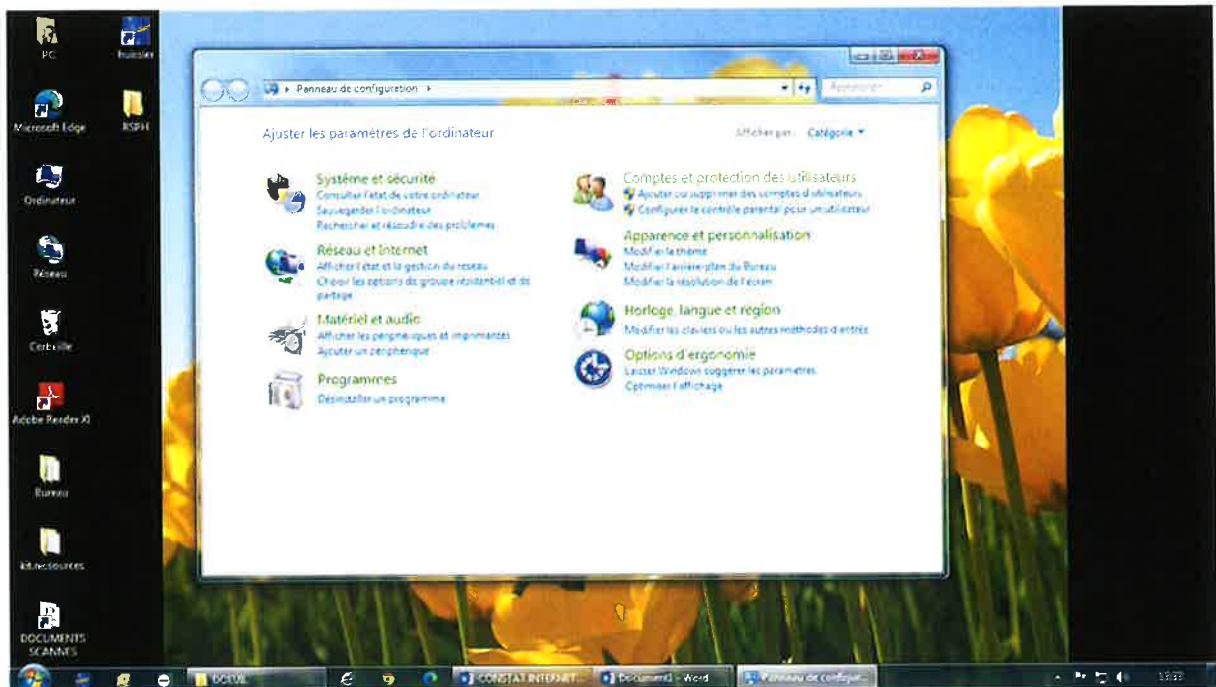 PC
huissier
Microsoft Edge
RSPH
Ordinateur
Réseau
Corbeille
Adobe Reader XI
Bureau
kit.ressources
DOCUMENTS
SCANNES
Panneau de configuration
Rechercher
Ajuster les paramètres de l'ordinateur
Afficher par : Catégorie
Système et sécurité
Consulter l'état de votre ordinateur
Sauvegarder l'ordinateur
Rechercher et résoudre des problèmes
Réseau et Internet
Afficher l'état et la gestion du réseau
Choisir les options de groupe résidentiel et de
partage
Matériel et audio
Afficher les périphériques et imprimantes
Ajouter un périphérique
Programmes
Désinstaller un programme
Comptes et protection des utilisateurs
Ajouter ou supprimer des comptes d'utilisateurs
Configurer le contrôle parental pour un utilisateur
Apparence et personnalisation
Modifier le thème
Modifier l'arrière-plan du Bureau
Modifier la résolution de l'écran
Horloge, langue et région
Modifier les claviers ou les autres méthodes d'entrée
Options d'ergonomie
Laisser Windows suggérer les paramètres
Optimiser l'affichage
CONSTAT INTERNET...
Document1 - Word
Panneau de configur...
13:33